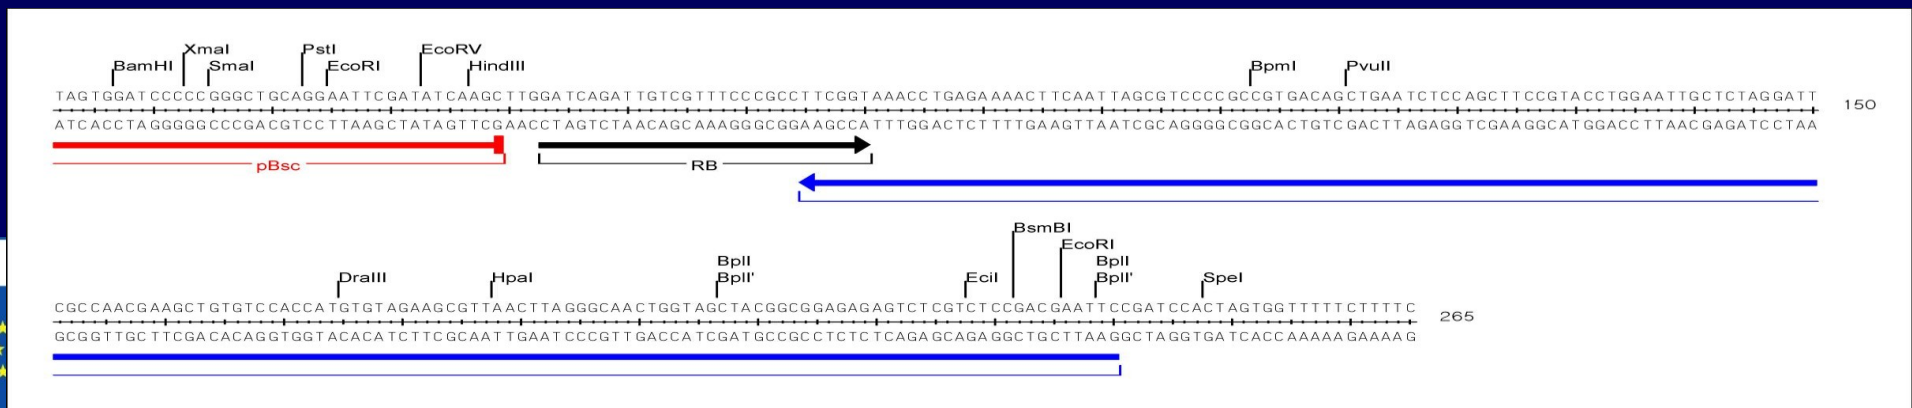 XmaI PstI EcoRV
BamHI SmaI EcoRI HindIII BpmI PvuII
TAGTGGATCCCCCGGGCTGCAGGAATTCGATATCAAGCTTGGATCAGATTGTCGTTTCCCGCCTTCGGTAAACCTGAGAAAACTTCAATTAGCGTCCCCGCCGTGACAGCTGAATCTCCAGCTTCCGTACCTGGAATTGCTCTAGGATT
150
ATCACCTAGGGGGCCCGACGTCCTTAAGCTATAGTTCGAACCTAGTCTAACAGCAAAGGGCGGAAGCCATTTGGACTCTTTTGAAGTTAATCGCAGGGGCGGCACTGTCGACTTAGAGGTCGAAGGCATGGACCTTAACGAGATCCTAA
pBsc RB
BsmBI
EcoRI
BplI BplI
DraIII HpaI BplI' EciI BplI' SpeI
CGCCAACGAAGCTGTGTCCACCATGTGTAGAAGCGTTAACTTAGGGCAACTGGTAGCTACGGCGGAGAGAGTCTCGTCTCCGACGAATTCCGATCCACTAGTGGTTTTTCTTTTC
265
GCGGTTGCTTCGACACAGGTGGTACACATCTTCGCAATTGAATCCCGTTGACCATCGATGCCGCCTCTCTCAGAGCAGAGGCTGCTTAAGGCTAGGTGATCACCAAAAAGAAAAG